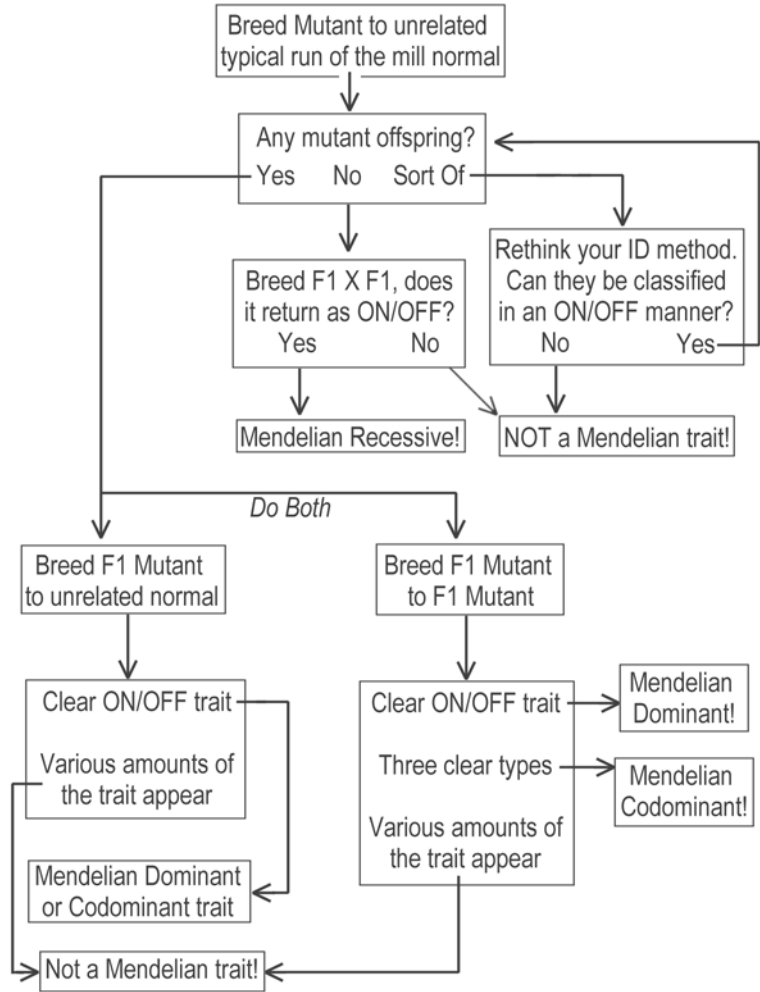 Breed Mutant to unrelated
typical run of the mill normal
Any mutant offspring?
Yes No Sort Of
Rethink your ID method.
Can they be classified
in an ON/OFF manner?
No Yes
Breed F1 X F1, does
it return as ON/OFF?
Yes No
Mendelian Recessive!
NOT a Mendelian trait!
Do Both
Breed F1 Mutant
to unrelated normal
Breed F1 Mutant
to F1 Mutant
Clear ON/OFF trait
Various amounts of
the trait appear
Clear ON/OFF trait
Three clear types
Various amounts of
the trait appear
Mendelian
Dominant!
Mendelian
Codominant!
Mendelian Dominant
or Codominant trait
Not a Mendelian trait!